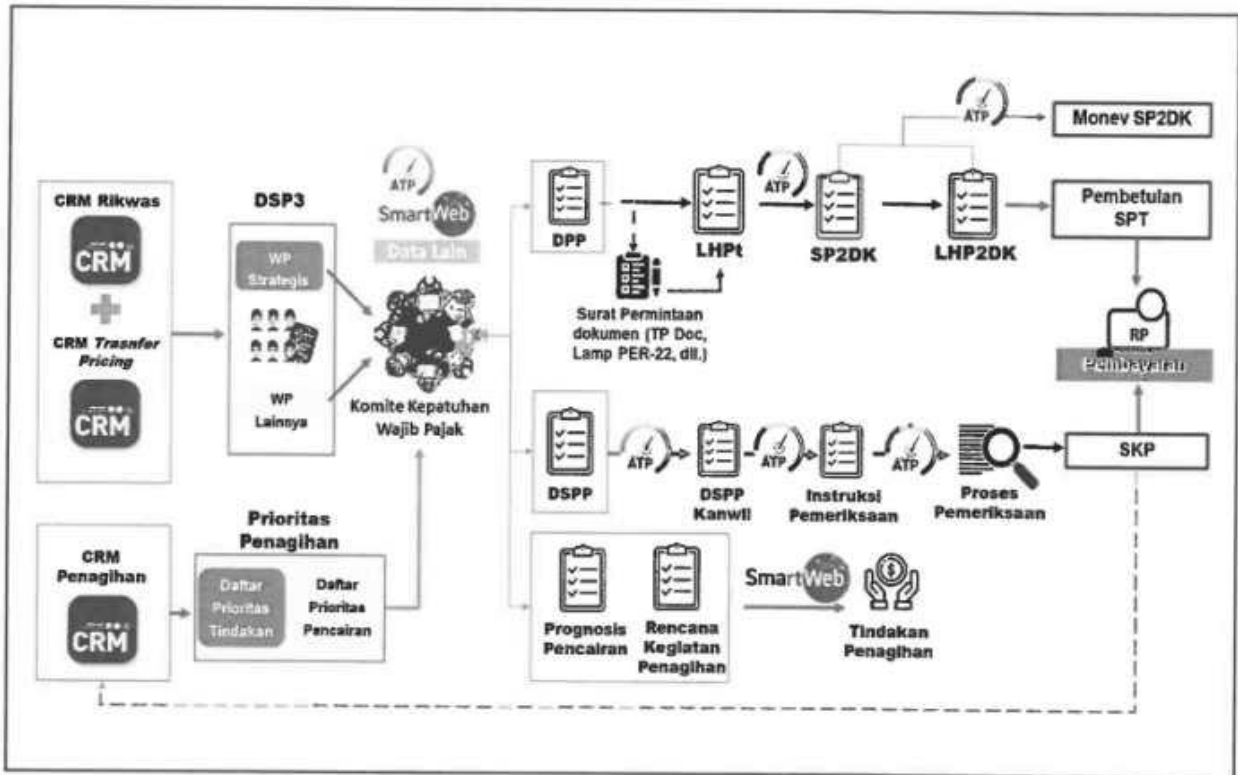 CRM Rikwas
CRM
CRM Trasnfer
Pricing
CRM
DSP3
WP
Strategis
WP
Lainnya
ATP
SmartWeb
Data Lain
Komite Kepatuhan
Wajib Pajak
CRM
Penagihan
CRM
Prioritas
Penagihan
Daftar
Prioritas
Tindakan
Daftar
Prioritas
Pencairan
DPP
Surat Permintaan
dokumen (TP Doc,
Lamp PER-22, dll.)
LHPt
ATP
SP2DK
LHP2DK
ATP
Monev SP2DK
Pembetulan
SPT
RP
Pembayaran
DSPP
ATP
DSPP
Kanwil
ATP
Instruksi
Pemeriksaan
ATP
Proses
Pemeriksaan
SKP
Prognosis
Pencairan
Rencana
Kegiatan
Penagihan
SmartWeb
Tindakan
Penagihan